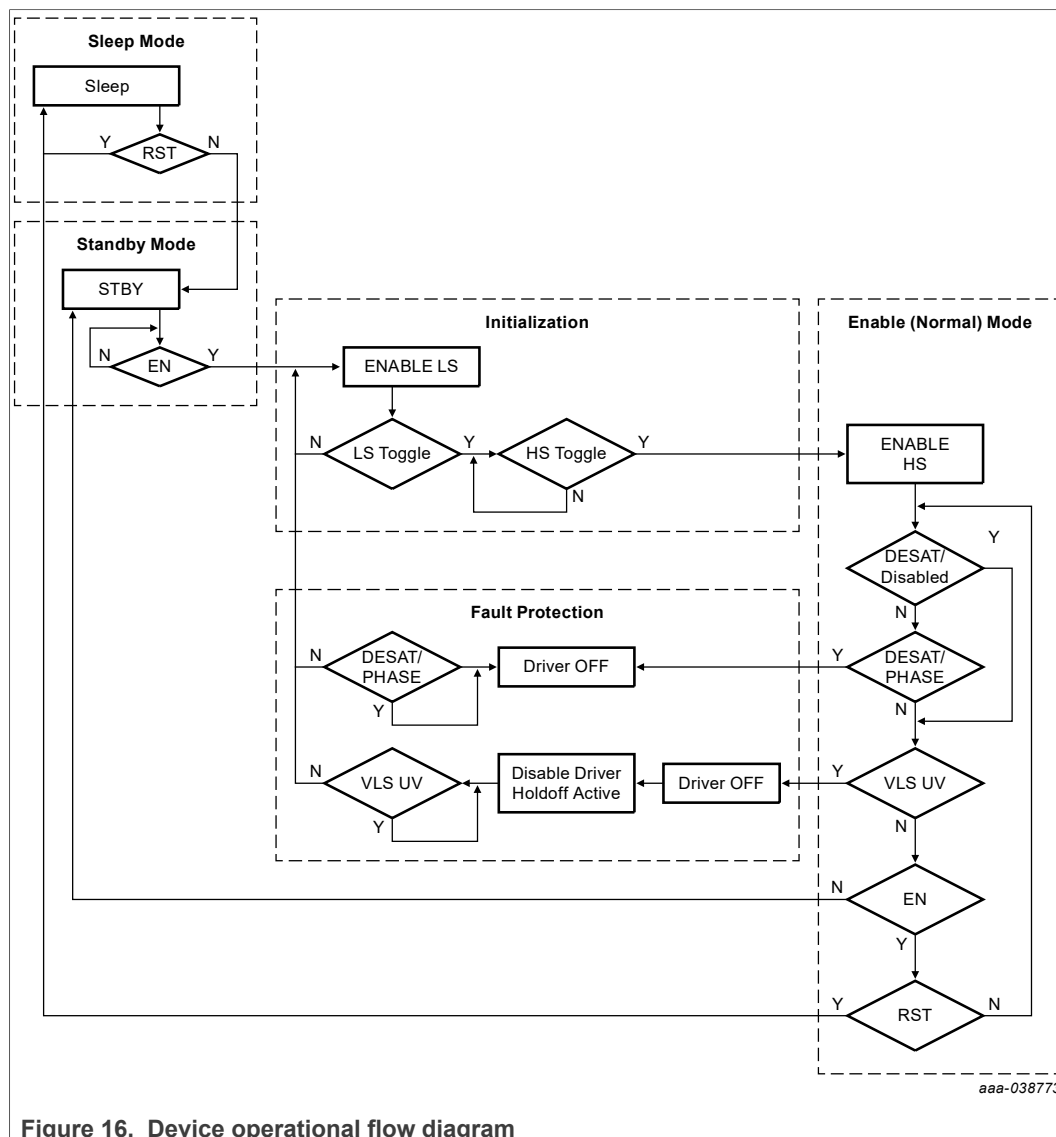 Sleep Mode
Sleep
Y
N
RST
Standby Mode
STBY
N
Y
EN
Initialization
ENABLE LS
N
LS Toggle
Y
HS Toggle
Y
N
Enable (Normal) Mode
ENABLE
HS
Y
DESAT/
Disabled
N
DESAT/
PHASE
Y
N
VLS UV
Y
N
EN
N
Y
RST
Y
N
Fault Protection
N
DESAT/
PHASE
Y
Driver OFF
N
VLS UV
Y
Disable Driver
Holdoff Active
Driver OFF
aaa-038773
Figure 16. Device operational flow diagram